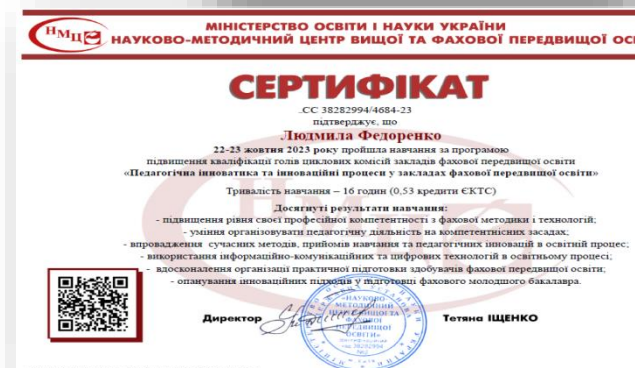 НМЦ
МІНІСТЕРСТВО ОСВІТИ І НАУКИ УКРАЇНИ
НАУКОВО-МЕТОДИЧНИЙ ЦЕНТР ВИЩОЇ ТА ФАХОВОЇ ПЕРЕДВИЩОЇ ОС
СЕРТИФІКАТ
СС 38282994/4684-23
підтверджує, що
Людмила Федоренко
22-23 жовтня 2023 року пройшла навчання за програмою
підвищення кваліфікації голів циклових комісій закладів фахової передвищої освіти
«Педагогічна інноватика та інноваційні процеси у закладах фахової передвищої освіти»
Тривалість навчання – 16 годин (0,53 кредити ЄКТС)
Досягнуті результати навчання:
- підвищення рівня своєї професійної компетентності з фахової методики і технологій;
- уміння організовувати педагогічну діяльність на компетентнісних засадах;
- впровадження сучасних методів, прийомів навчання та педагогічних інновацій в освітній процес;
- використання інформаційно-комунікаційних та цифрових технологій в освітньому процесі;
- вдосконалення організації практичної підготовки здобувачів фахової передвищої освіти;
- опанування інноваційних підходів у підготовці фахового молодшого бакалавра.
Директор
Тетяна ІЩЕНКО
«НАУКОВО
МЕТОДИЧНИЙ
ФАХОВОЇ
ПЕРЕДВИЩОЇ
ОСВІТИ»